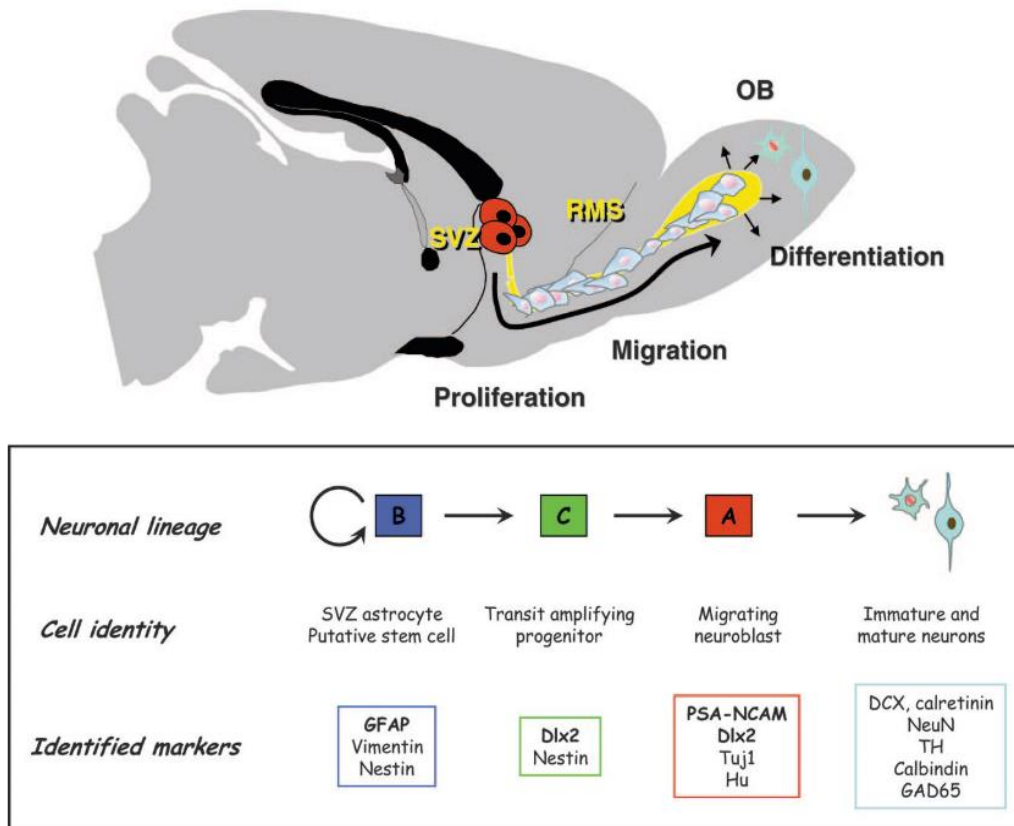 OB
RMS
SVZ
Differentiation
Migration
Proliferation
Neuronal lineage
B
C
A
Cell identity
SVZ astrocyte
Putative stem cell
Transit amplifying
progenitor
Migrating
neuroblast
Immature and
mature neurons
Identified markers
GFAP
Vimentin
Nestin
Dlx2
Nestin
PSA-NCAM
Dlx2
Tuj1
Hu
DCX, calretinin
NeuN
TH
Calbindin
GAD65